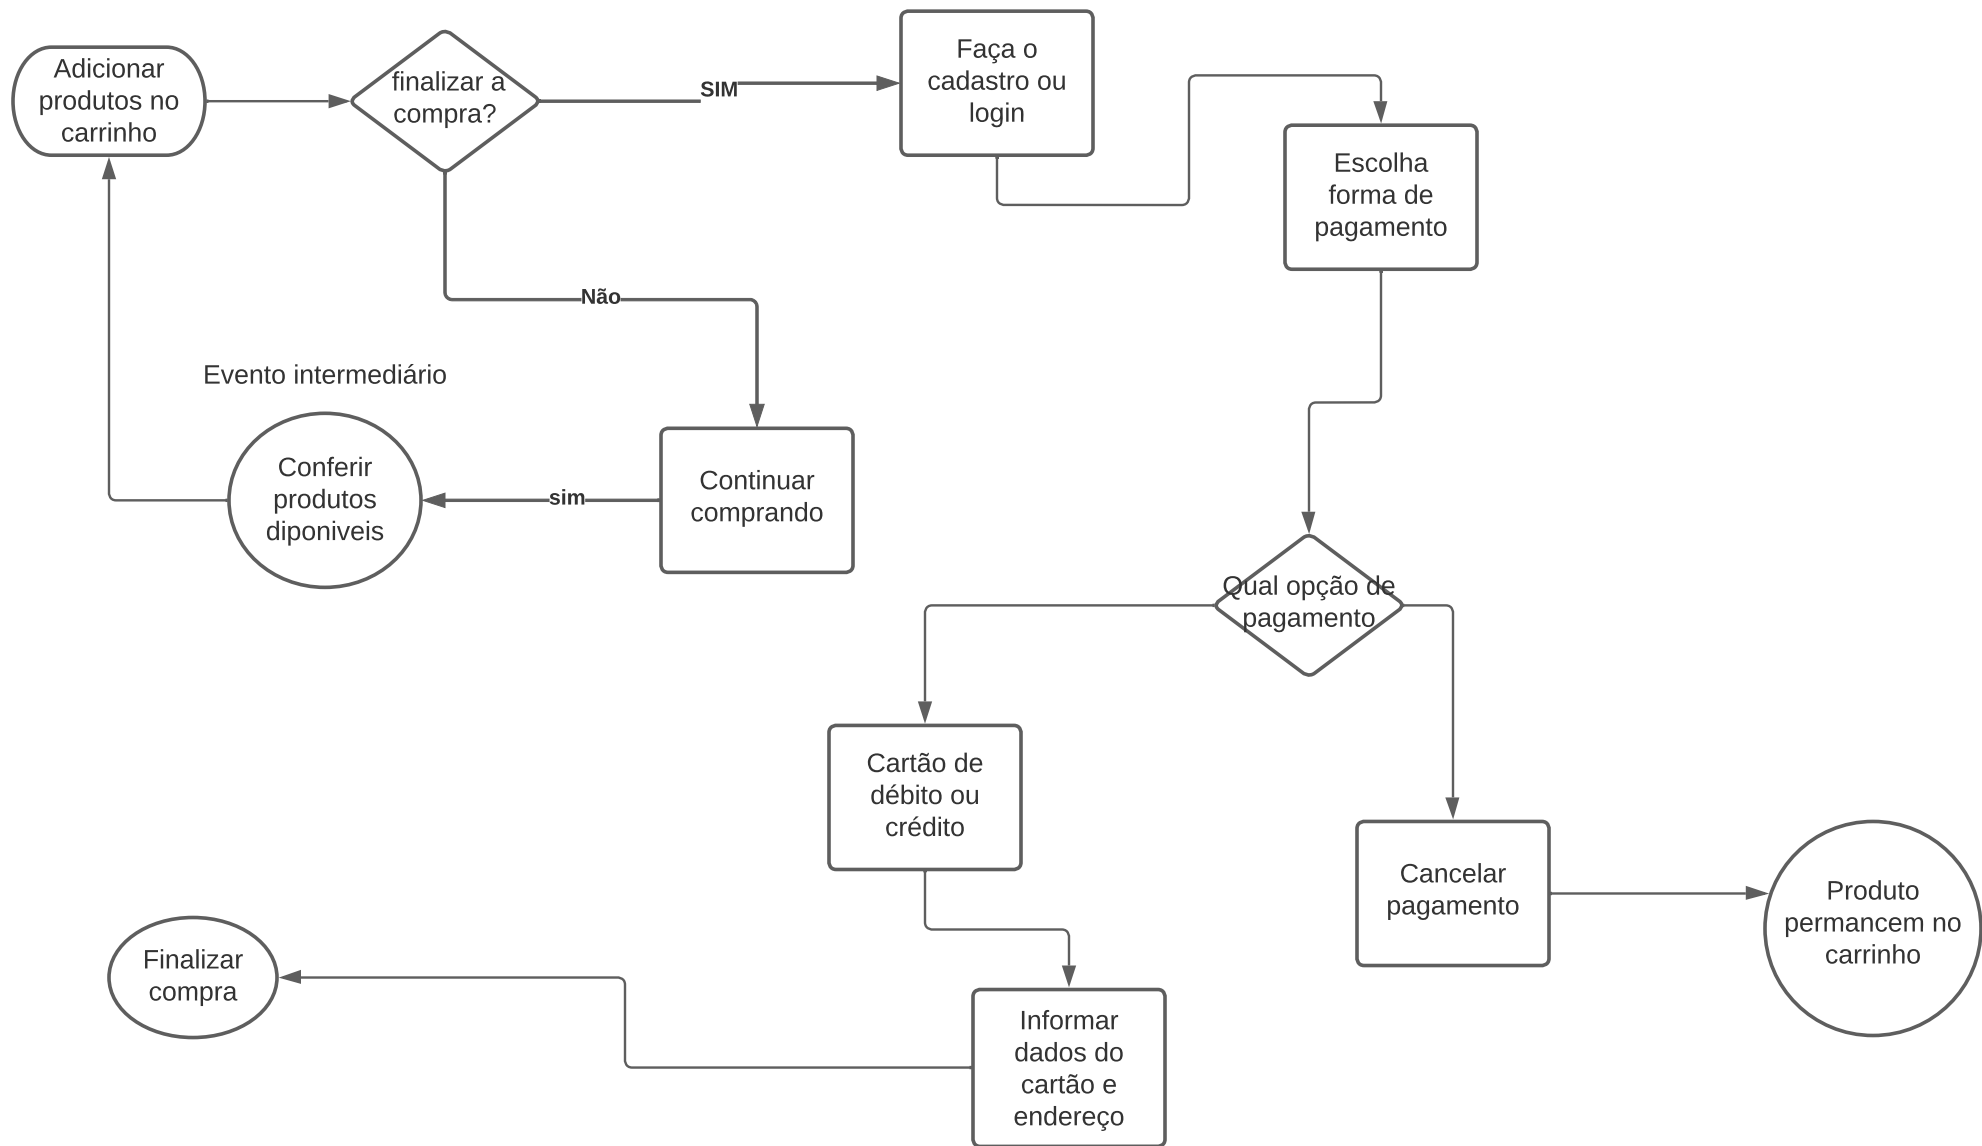 Adicionar
produtos no
carrinho
finalizar a
compra?
SIM
Faça o
cadastro ou
login
Escolha
forma de
pagamento
Não
Evento intermediário
Conferir
produtos
diponiveis
sim
Continuar
comprando
Qual opção de
pagamento
Cartão de
débito ou
crédito
Cancelar
pagamento
Produto
permancem no
carrinho
Finalizar
compra
Informar
dados do
cartão e
endereço